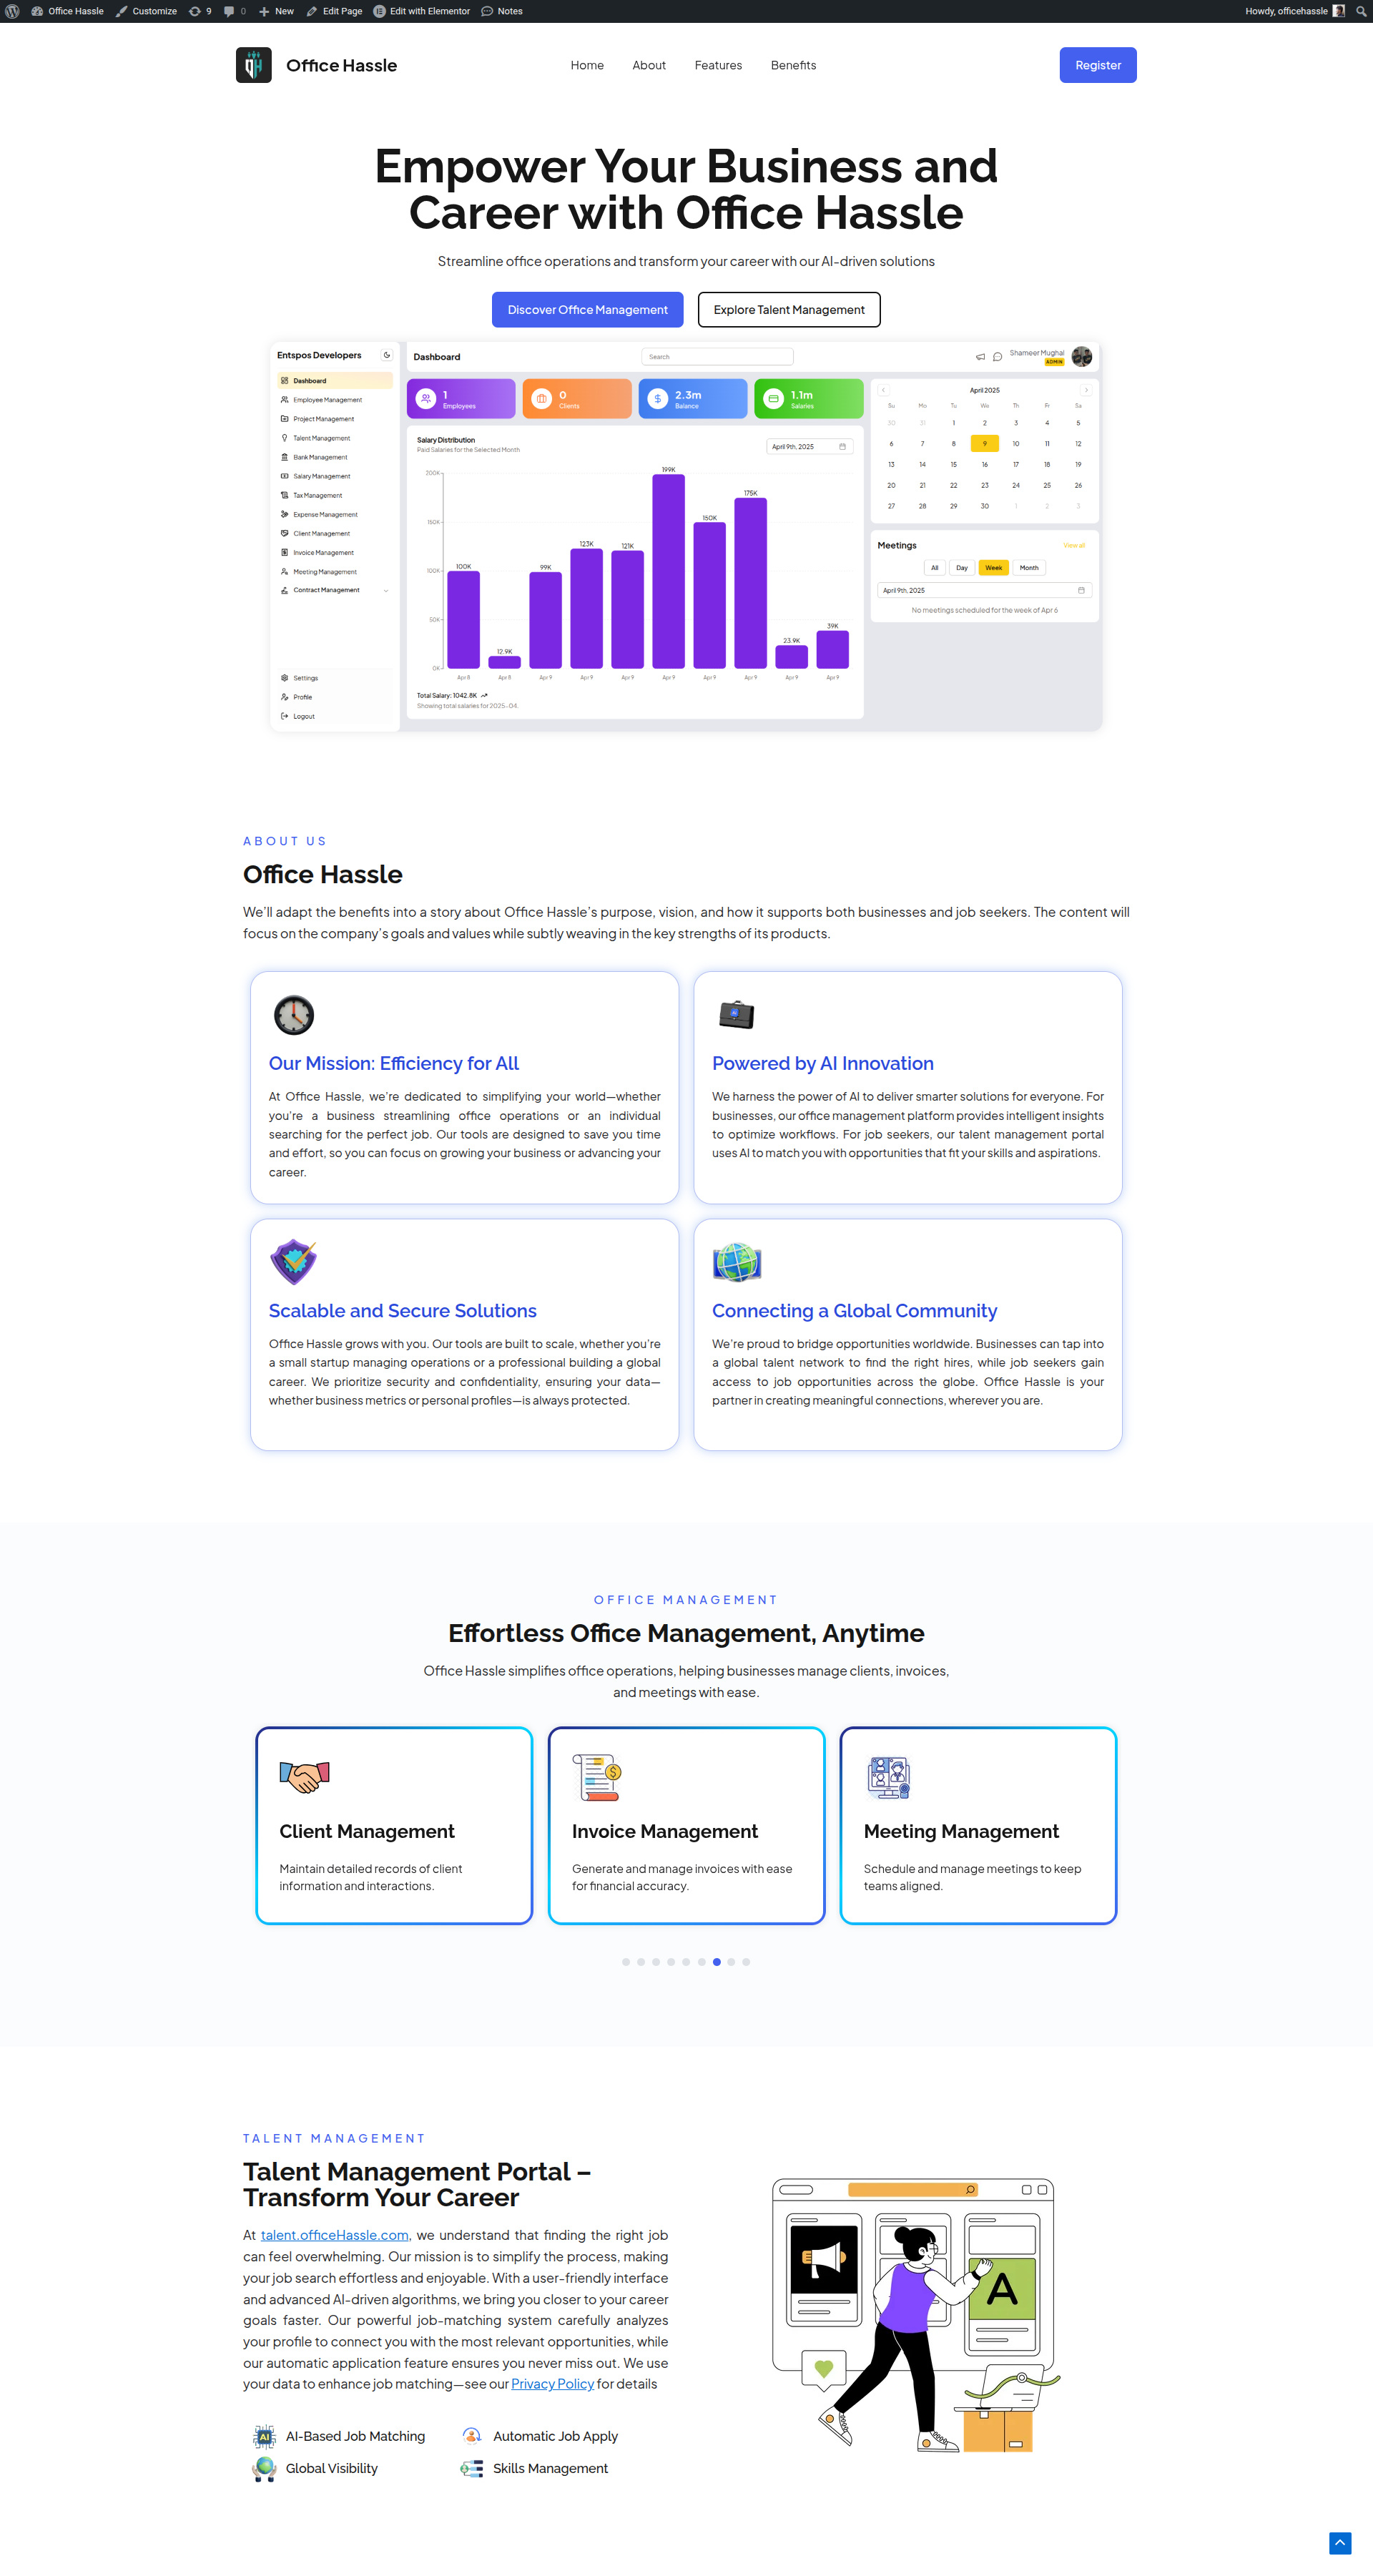 Office Hassle
Customize
9
0
New
Edit Page
Edit with Elementor
Notes
Howdy, officehassle
Office Hassle
Home
About
Features
Benefits
Register
Empower Your Business and
Career with Office Hassle
Streamline office operations and transform your career with our AI-driven solutions
Discover Office Management
Explore Talent Management
Entspos Developers
Dashboard
Employee Management
Project Management
Talent Management
Bank Management
Salary Management
Tax Management
Expense Management
Client Management
Invoice Management
Meeting Management
Contract Management
Settings
Profile
Logout
Dashboard
Search
Shameer Mughal
ADMIN
1
Employees
0
Clients
2.3m
Balance
1.1m
Salaries
Salary Distribution
Paid Salaries for the Selected Month
April 9th, 2025
200K
150K
100K
50K
0K
100K
12.9K
99K
123K
121K
199K
150K
175K
23.9K
39K
Apr 8
Apr 8
Apr 9
Apr 9
Apr 9
Apr 9
Apr 9
Apr 9
Apr 9
Apr 9
Total Salary: 1042.8K
Showing total salaries for 2025-04.
April 2025
Su Mo Tu We Th Fr Sa
30 31 1 2 3 4 5
6 7 8 9 10 11 12
13 14 15 16 17 18 19
20 21 22 23 24 25 26
27 28 29 30 1 2 3
Meetings
View all
All
Day
Week
Month
April 9th, 2025
No meetings scheduled for the week of Apr 6
ABOUT US
Office Hassle
We’ll adapt the benefits into a story about Office Hassle’s purpose, vision, and how it supports both businesses and job seekers. The content will
focus on the company’s goals and values while subtly weaving in the key strengths of its products.
Our Mission: Efficiency for All
At Office Hassle, we’re dedicated to simplifying your world—whether
you’re a business streamlining office operations or an individual
searching for the perfect job. Our tools are designed to save you time
and effort, so you can focus on growing your business or advancing your
career.
AI
Powered by AI Innovation
We harness the power of AI to deliver smarter solutions for everyone. For
businesses, our office management platform provides intelligent insights
to optimize workflows. For job seekers, our talent management portal
uses AI to match you with opportunities that fit your skills and aspirations.
Scalable and Secure Solutions
Office Hassle grows with you. Our tools are built to scale, whether you’re
a small startup managing operations or a professional building a global
career. We prioritize security and confidentiality, ensuring your data—
whether business metrics or personal profiles—is always protected.
Connecting a Global Community
We’re proud to bridge opportunities worldwide. Businesses can tap into
a global talent network to find the right hires, while job seekers gain
access to job opportunities across the globe. Office Hassle is your
partner in creating meaningful connections, wherever you are.
OFFICE MANAGEMENT
Effortless Office Management, Anytime
Office Hassle simplifies office operations, helping businesses manage clients, invoices,
and meetings with ease.
Client Management
Maintain detailed records of client
information and interactions.
$
Invoice Management
Generate and manage invoices with ease
for financial accuracy.
Meeting Management
Schedule and manage meetings to keep
teams aligned.
TALENT MANAGEMENT
Talent Management Portal –
Transform Your Career
At talent.officeHassle.com, we understand that finding the right job
can feel overwhelming. Our mission is to simplify the process, making
your job search effortless and enjoyable. With a user-friendly interface
and advanced AI-driven algorithms, we bring you closer to your career
goals faster. Our powerful job-matching system carefully analyzes
your profile to connect you with the most relevant opportunities, while
our automatic application feature ensures you never miss out. We use
your data to enhance job matching—see our Privacy Policy for details
AI
AI-Based Job Matching
Automatic Job Apply
Global Visibility
Skills Management
A